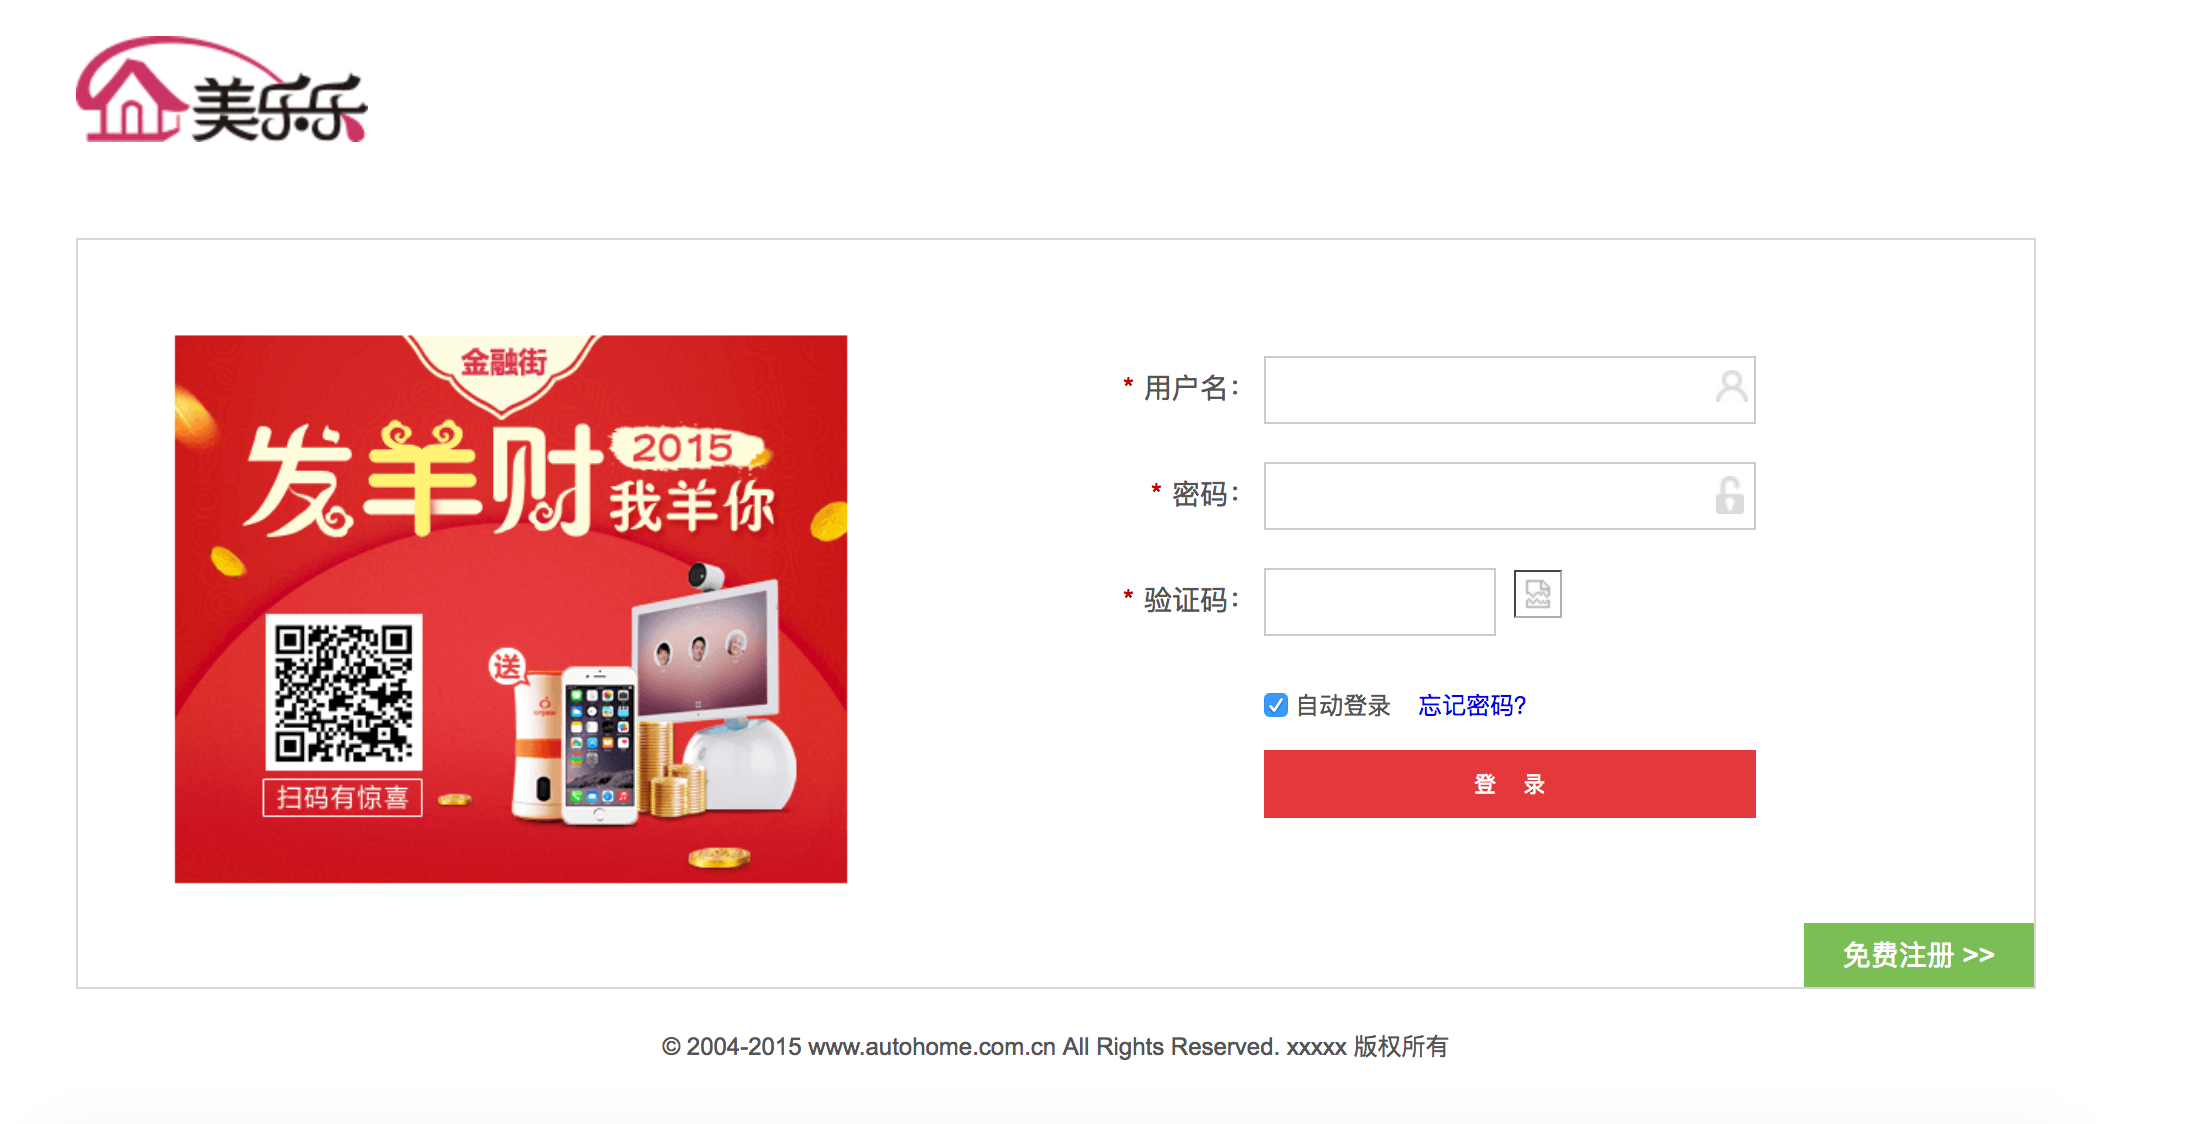 美乐乐
金融街
发羊财
2015
我羊你
送
扫码有惊喜
* 用户名：
* 密码：
* 验证码：
自动登录 忘记密码?
登 录
免费注册 >>
© 2004-2015 www.autohome.com.cn All Rights Reserved. xxxxx 版权所有